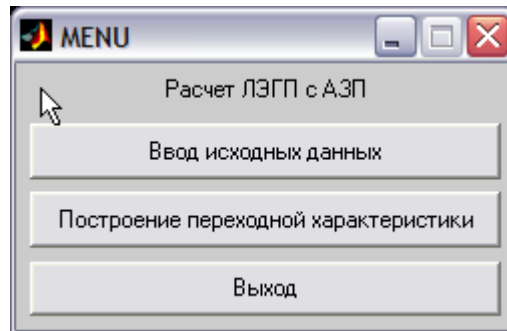 MENU
Расчет ЛЭГП с АЗП
Ввод исходных данных
Построение переходной характеристики
Выход